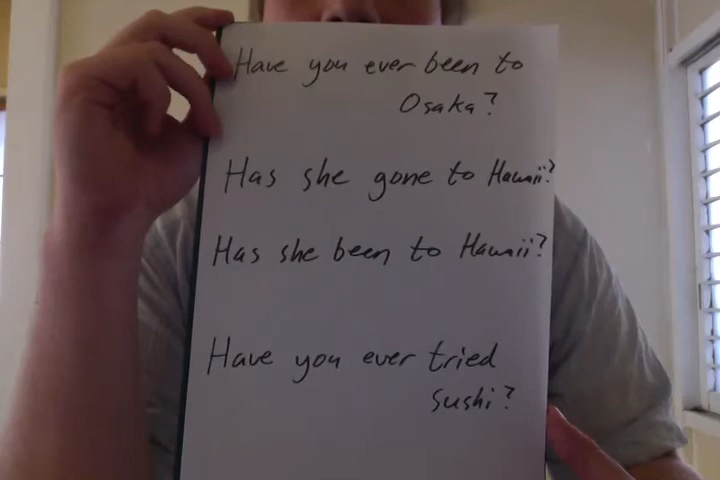 Have you ever been to
Osaka?
Has she gone to Hawaii?
Has she been to Hawaii?
Have you ever tried
sushi?